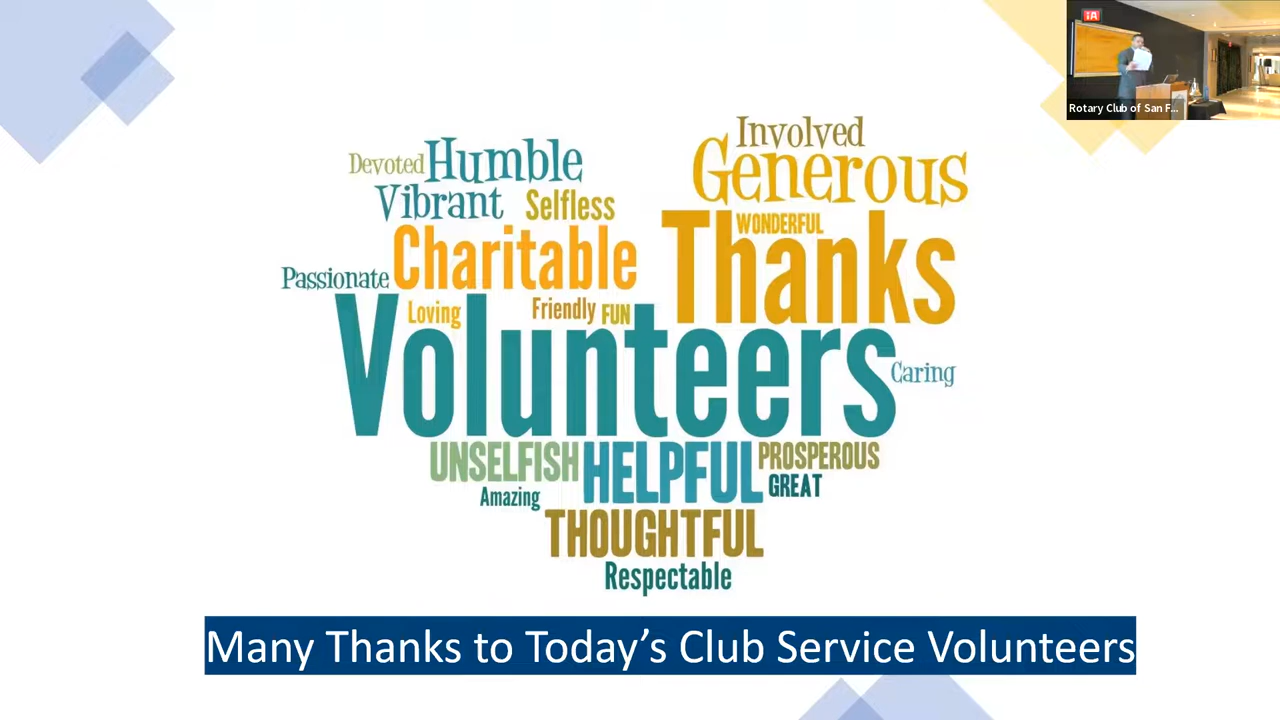 iA
Rotary Club of San F...
Involved
Devoted Humble
Generous
Vibrant Selfless
WONDERFUL
Charitable Thanks
Passionate
Loving Friendly FUN
Volunteers
Caring
UNSELFISH HELPFUL PROSPEROUS
Amazing GREAT
THOUGHTFUL
Respectable
Many Thanks to Today’s Club Service Volunteers